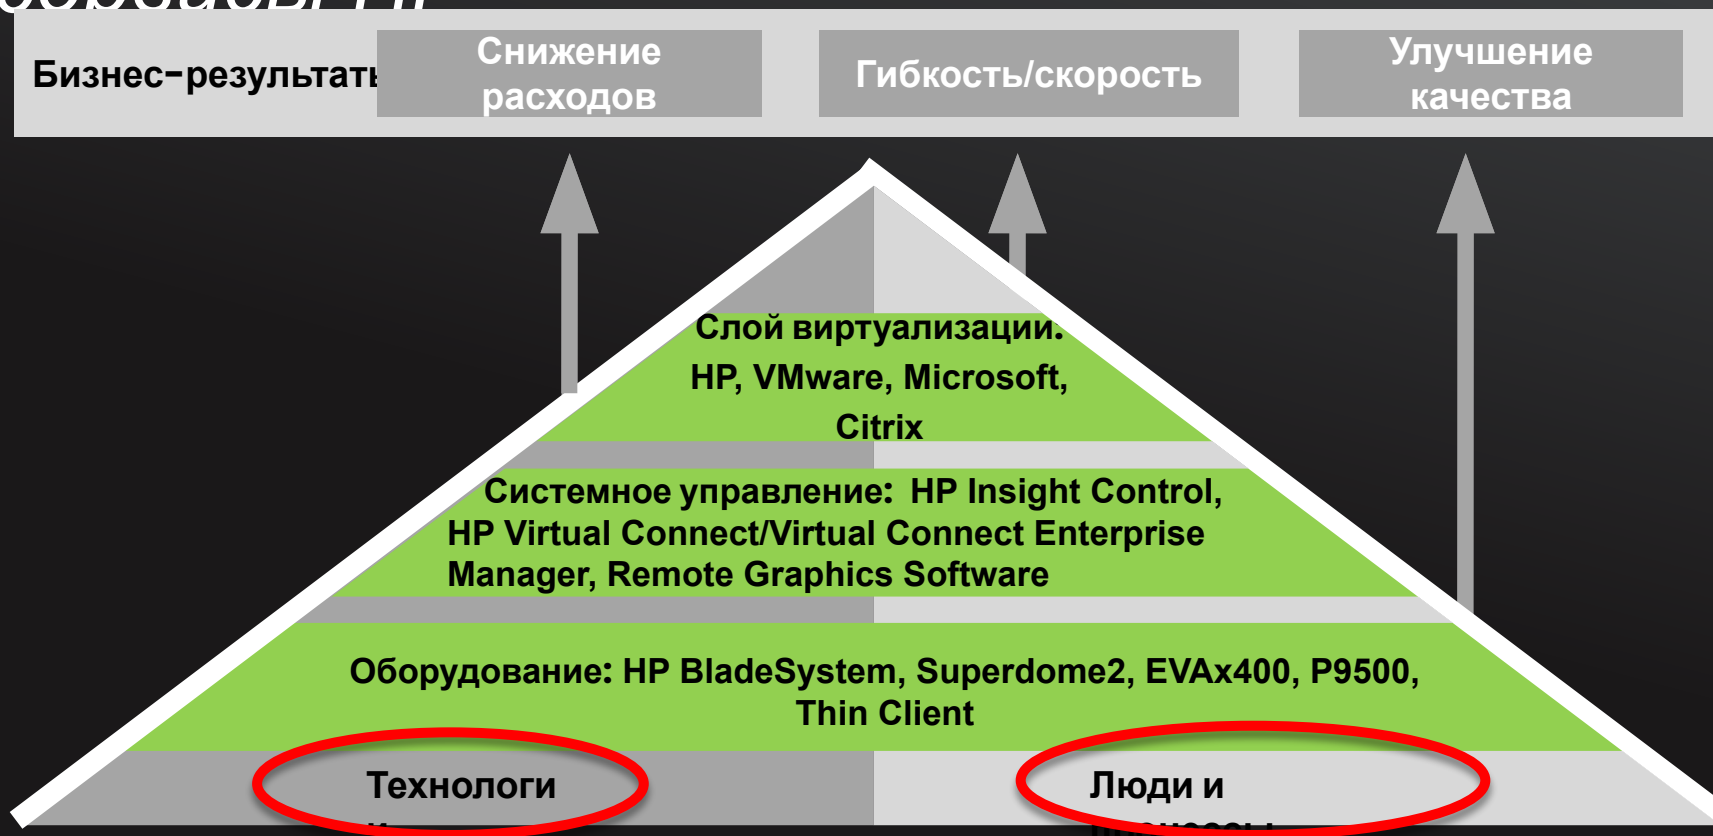 Бизнес-результаты
Снижение
расходов
Гибкость/скорость
Улучшение
качества
Слой виртуализации:
HP, VMware, Microsoft,
Citrix
Системное управление: HP Insight Control,
HP Virtual Connect/Virtual Connect Enterprise
Manager, Remote Graphics Software
Оборудование: HP BladeSystem, Superdome2, EVAx400, P9500,
Thin Client
Технологи
и
Люди и
процессы